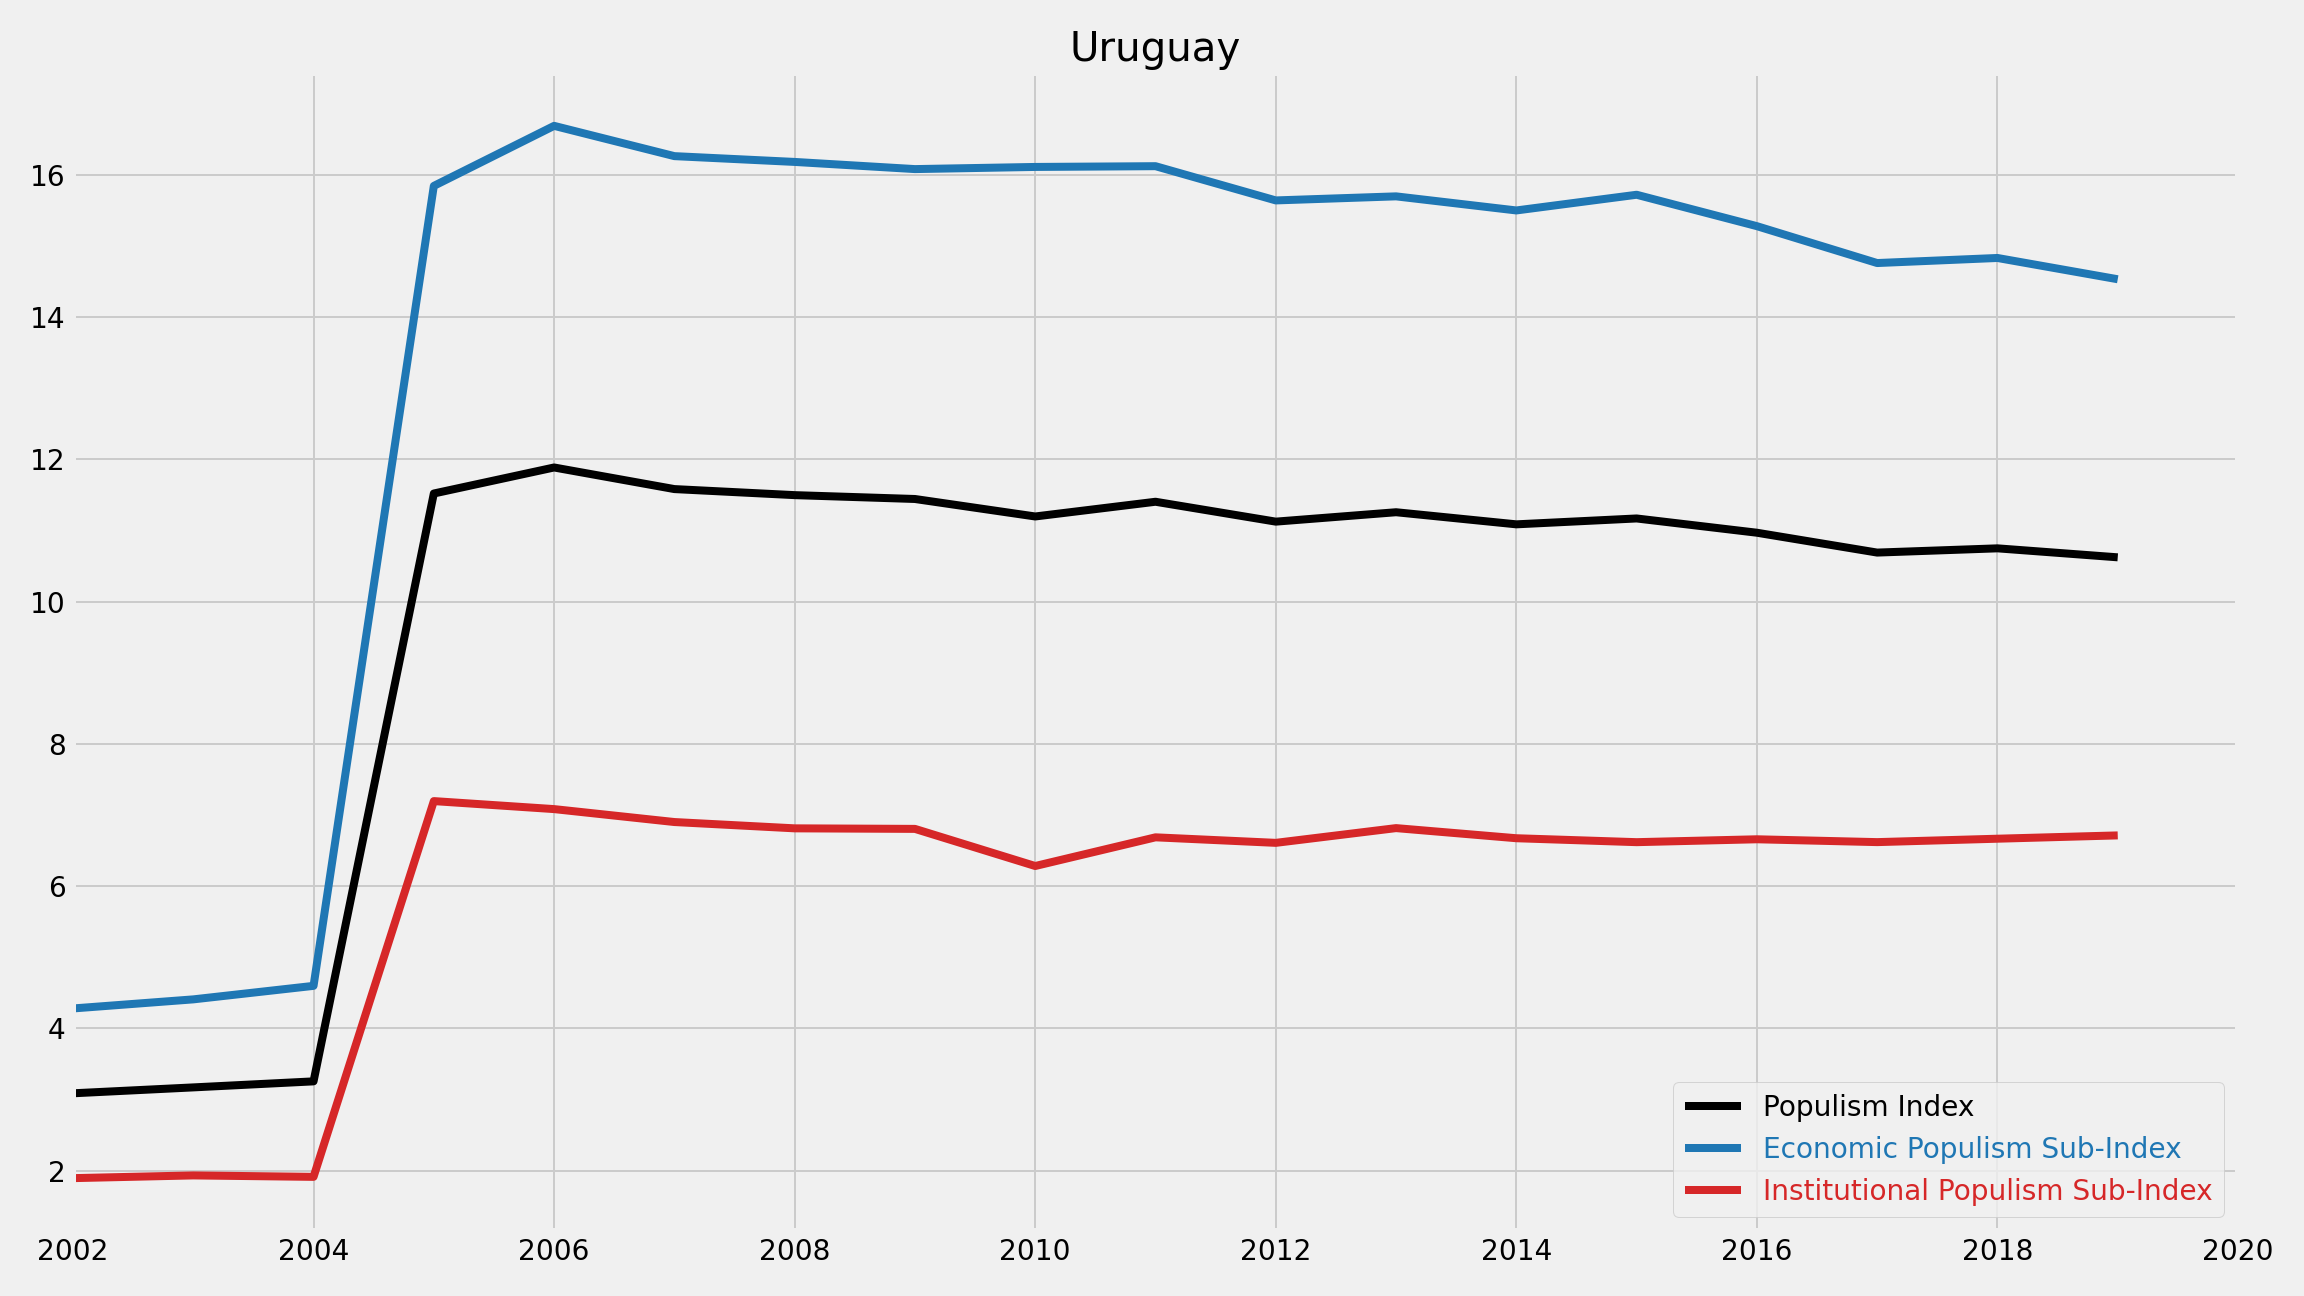 Uruguay
16
14
12
10
8
6
4
2
Populism Index
Economic Populism Sub-Index
Institutional Populism Sub-Index
2002 2004 2006 2008 2010 2012 2014 2016 2018 2020